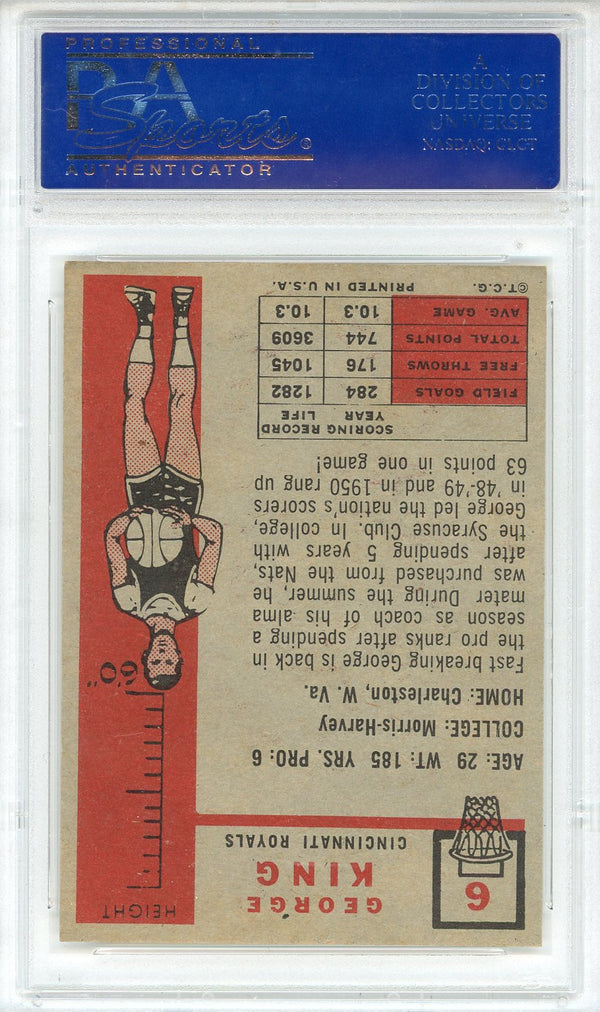 PROFESSIONAL
PSA
Sports®
AUTHENTICATOR
A
DIVISION OF
COLLECTORS
UNIVERSE
NASDAQ: CLCT
6
GEORGE
KING
CINCINNATI ROYALS
HEIGHT
6'0"
AGE: 29 WT: 185 YRS. PRO: 6
COLLEGE: Morris-Harvey
HOME: Charleston, W. Va.
Fast breaking George is back in
the pro ranks after spending a
season as coach of his alma
mater. During the summer, he
was purchased from the Nats,
after spending 5 years with
the Syracuse Club. In college,
George led the nation's scorers
in '48-'49 and in 1950 rang up
63 points in one game!
SCORING RECORD YEAR LIFE
FIELD GOALS 284 1282
FREE THROWS 176 1045
TOTAL POINTS 744 3609
AVG. GAME 10.3 10.3
©T.C.G. PRINTED IN U.S.A.